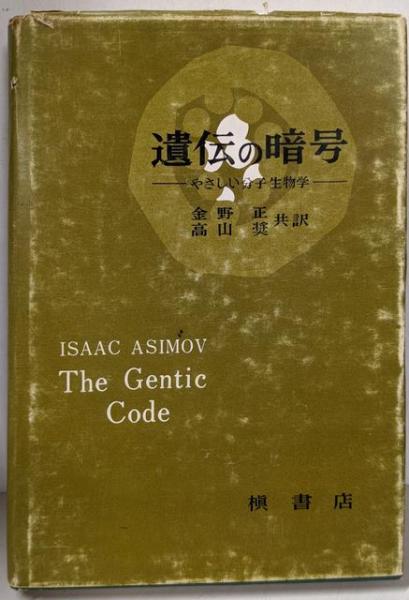 遺伝の暗号
―やさしい分子生物学―
金野 正
高山 奨
共訳
ISAAC ASIMOV
The Gentic
Code
槇書店